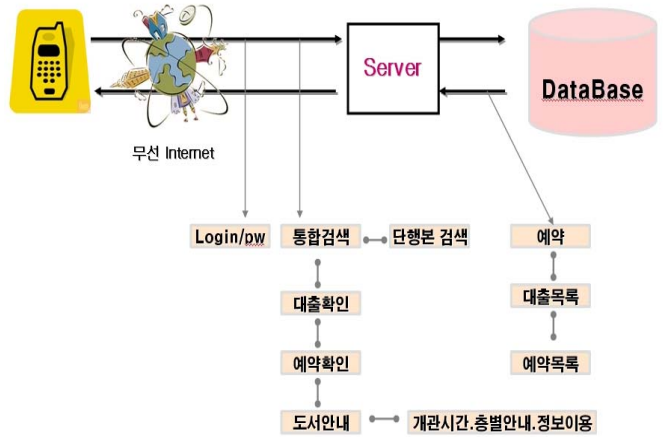 Server
DataBase
무선 Internet
Login/pw
통합검색
단행본 검색
예약
대출확인
대출목록
예약확인
예약목록
도서안내
개관시간.층별안내.정보이용